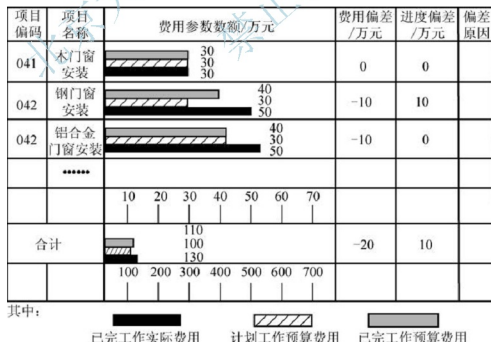 项目编码 项目名称 费用参数数额/万元 费用偏差/万元 进度偏差/万元 偏差原因
041 木门窗安装 30 30 30 0 0
042 钢门窗安装 40 30 50 -10 10
042 铝合金门窗安装 40 30 50 -10 0
••••••
10 20 30 40 50 60 70
合计 110 100 130 -20 10
100 200 300 400 500 600 700
其中:
已完工作实际费用 计划工作预算费用 已完工作预算费用